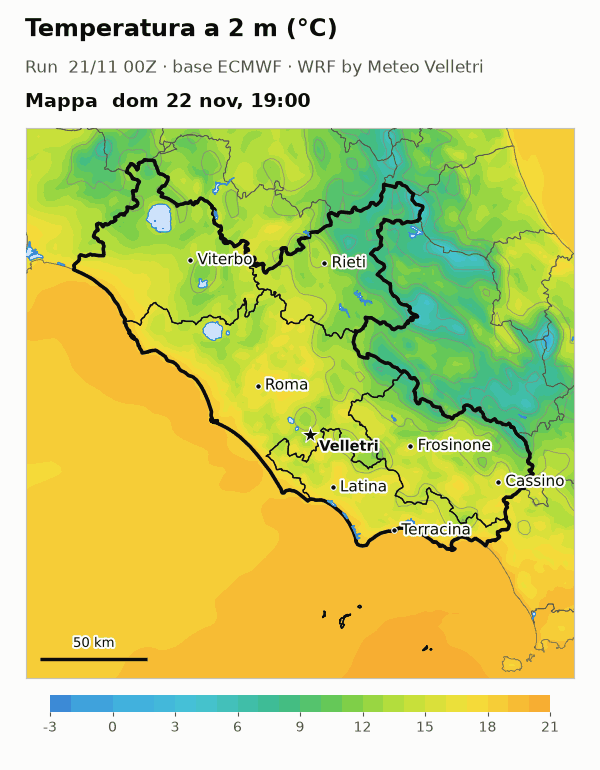 Temperatura a 2 m (°C)
Run  21/11 00Z · base ECMWF · WRF by Meteo Velletri
Mappa  dom 22 nov, 19:00
Viterbo
Rieti
Roma
Velletri
Frosinone
Latina
Cassino
Terracina
50 km
-3 0 3 6 9 12 15 18 21